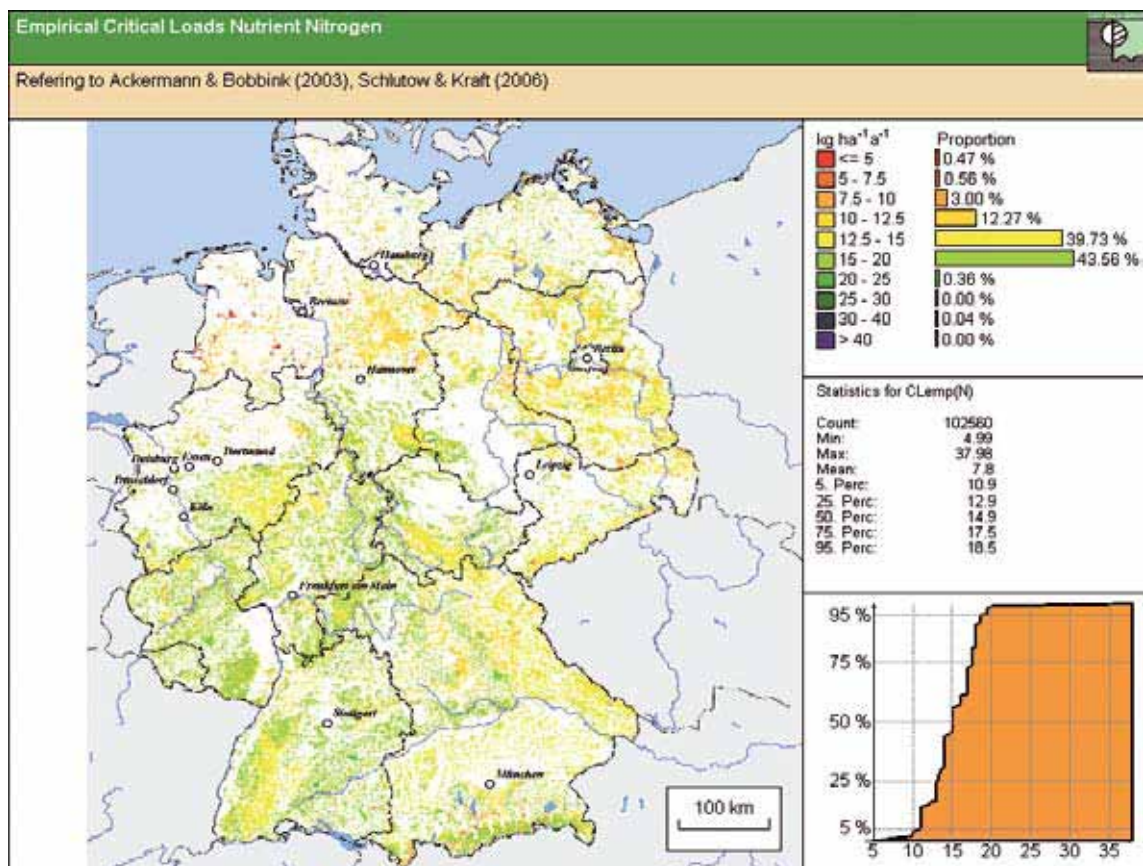 Empirical Critical Loads Nutrient Nitrogen
Refering to Ackermann & Bobbink (2003), Schlutow & Kraft (2006)
kg ha⁻¹a⁻¹ Proportion
<= 5 0.47 %
5 - 7.5 0.56 %
7.5 - 10 3.00 %
10 - 12.5 12.27 %
12.5 - 15 39.73 %
15 - 20 43.56 %
20 - 25 0.36 %
25 - 30 0.00 %
30 - 40 0.04 %
> 40 0.00 %
Hamburg
Bremen
Berlin
Hannover
Dortmund
Duisburg Essen
Düsseldorf
Leipzig
Köln
Frankfurt am Main
Stuttgart
München
100 km
Statistics for CLemp(N)
Count: 102560
Min: 4.99
Max: 37.98
Mean: 7.8
5. Perc: 10.9
25. Perc: 12.9
50. Perc: 14.9
75. Perc: 17.5
95. Perc: 18.5
95 %
75 %
50 %
25 %
5 %
5 10 15 20 25 30 35